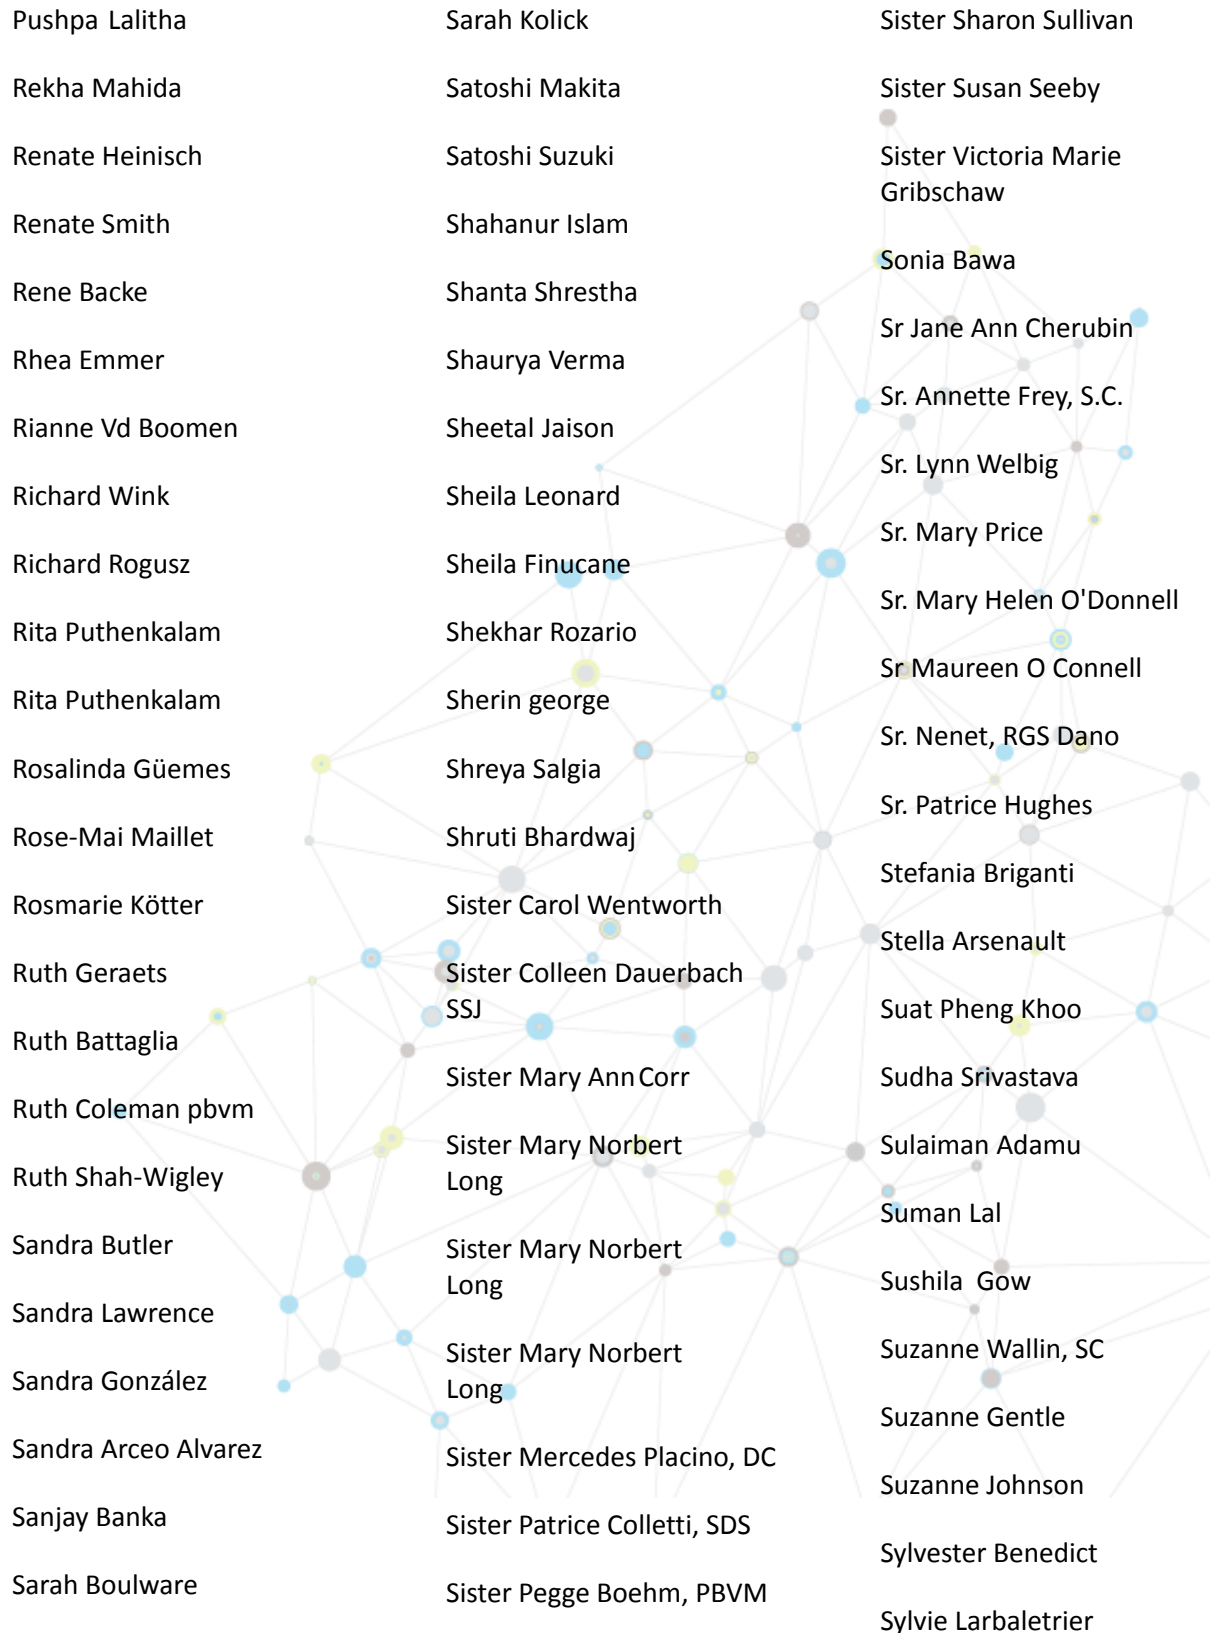 Pushpa Lalitha
Rekha Mahida
Renate Heinisch
Renate Smith
Rene Backe
Rhea Emmer
Rianne Vd Boomen
Richard Wink
Richard Rogusz
Rita Puthenkalam
Rita Puthenkalam
Rosalinda Güemes
Rose-Mai Maillet
Rosmarie Kötter
Ruth Geraets
Ruth Battaglia
Ruth Coleman pbvm
Ruth Shah-Wigley
Sandra Butler
Sandra Lawrence
Sandra González
Sandra Arceo Alvarez
Sanjay Banka
Sarah Boulware
Sarah Kolick
Satoshi Makita
Satoshi Suzuki
Shahanur Islam
Shanta Shrestha
Shaurya Verma
Sheetal Jaison
Sheila Leonard
Sheila Finucane
Shekhar Rozario
Sherin george
Shreya Salgia
Shruti Bhardwaj
Sister Carol Wentworth
Sister Colleen Dauerbach
SSJ
Sister Mary Ann Corr
Sister Mary Norbert
Long
Sister Mary Norbert
Long
Sister Mary Norbert
Long
Sister Mercedes Placino, DC
Sister Patrice Colletti, SDS
Sister Pegge Boehm, PBVM
Sister Sharon Sullivan
Sister Susan Seeby
Sister Victoria Marie
Gribschaw
Sonia Bawa
Sr Jane Ann Cherubin
Sr. Annette Frey, S.C.
Sr. Lynn Welbig
Sr. Mary Price
Sr. Mary Helen O'Donnell
Sr Maureen O Connell
Sr. Nenet, RGS Dano
Sr. Patrice Hughes
Stefania Briganti
Stella Arsenault
Suat Pheng Khoo
Sudha Srivastava
Sulaiman Adamu
Suman Lal
Sushila Gow
Suzanne Wallin, SC
Suzanne Gentle
Suzanne Johnson
Sylvester Benedict
Sylvie Larbaletrier